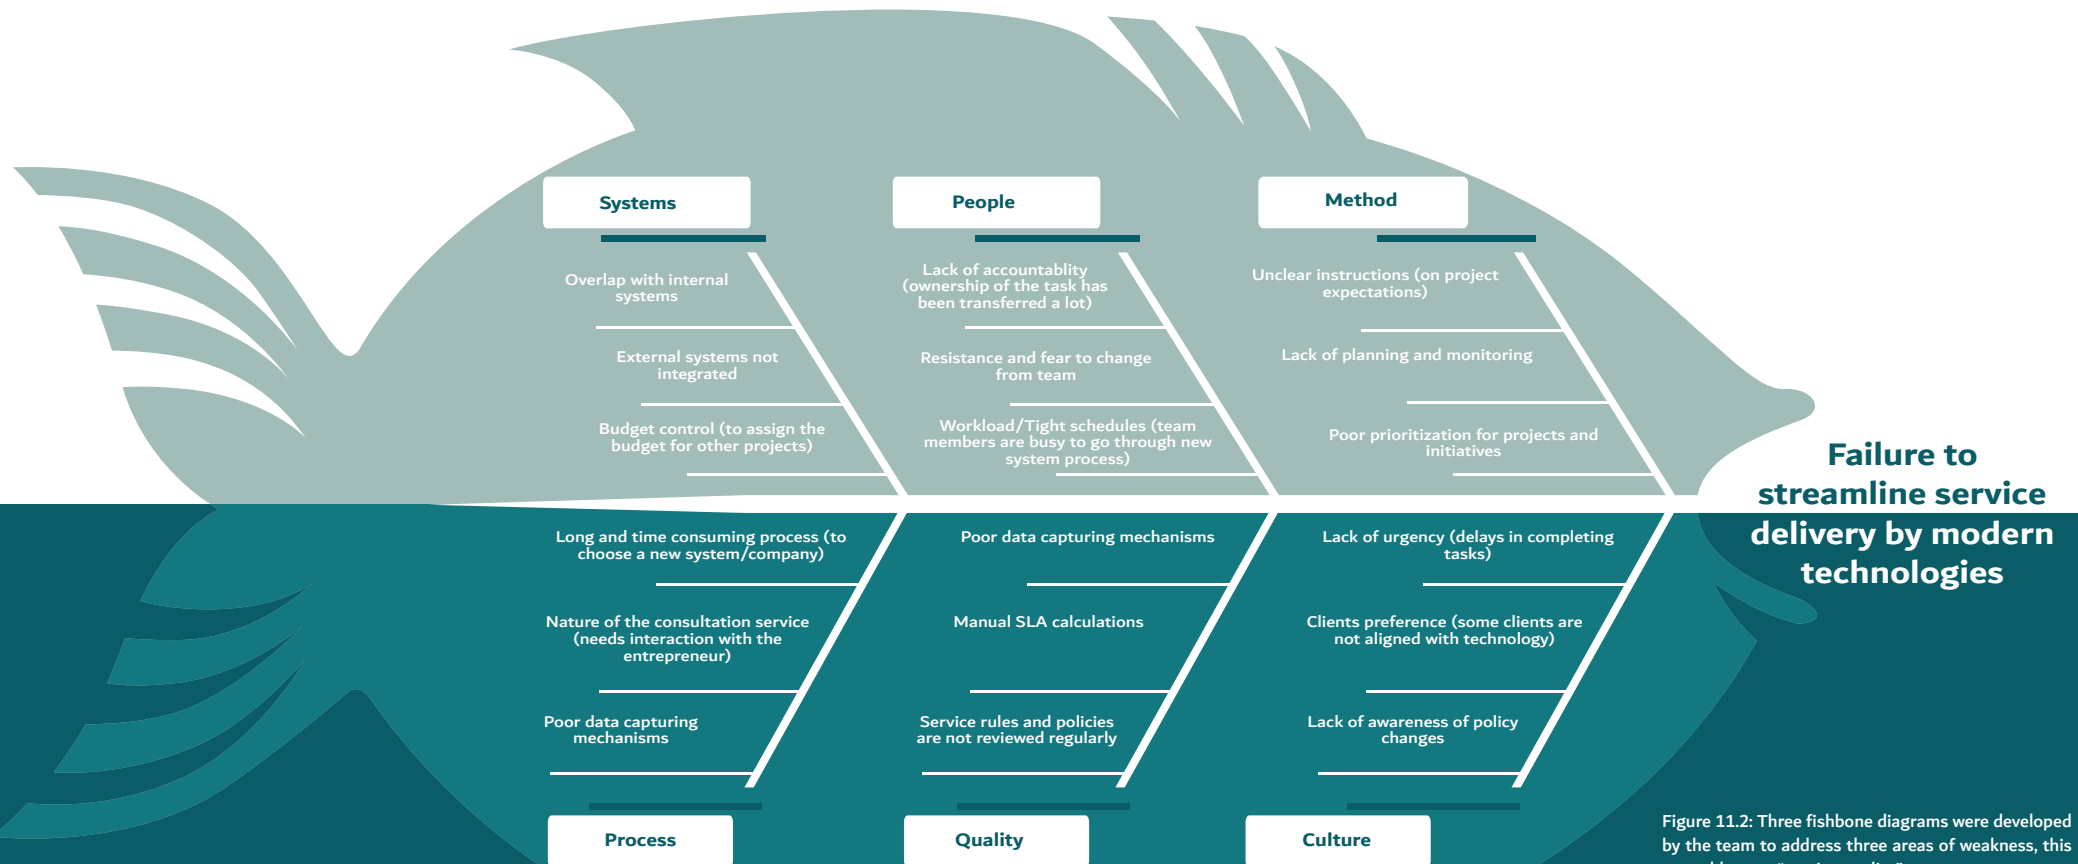 Systems
People
Method
Overlap with internal
systems
External systems not
integrated
Budget control (to assign the
budget for other projects)
Lack of accountablity
(ownership of the task has
been transferred a lot)
Resistance and fear to change
from team
Workload/Tight schedules (team
members are busy to go through new
system process)
Unclear instructions (on project
expectations)
Lack of planning and monitoring
Poor prioritization for projects and
initiatives
Failure to
streamline service
delivery by modern
technologies
Long and time consuming process (to
choose a new system/company)
Nature of the consultation service
(needs interaction with the
entrepreneur)
Poor data capturing
mechanisms
Poor data capturing mechanisms
Manual SLA calculations
Service rules and policies
are not reviewed regularly
Lack of urgency (delays in completing
tasks)
Clients preference (some clients are
not aligned with technology)
Lack of awareness of policy
changes
Process
Quality
Culture
Figure 11.2: Three fishbone diagrams were developed
by the team to address three areas of weakness, this